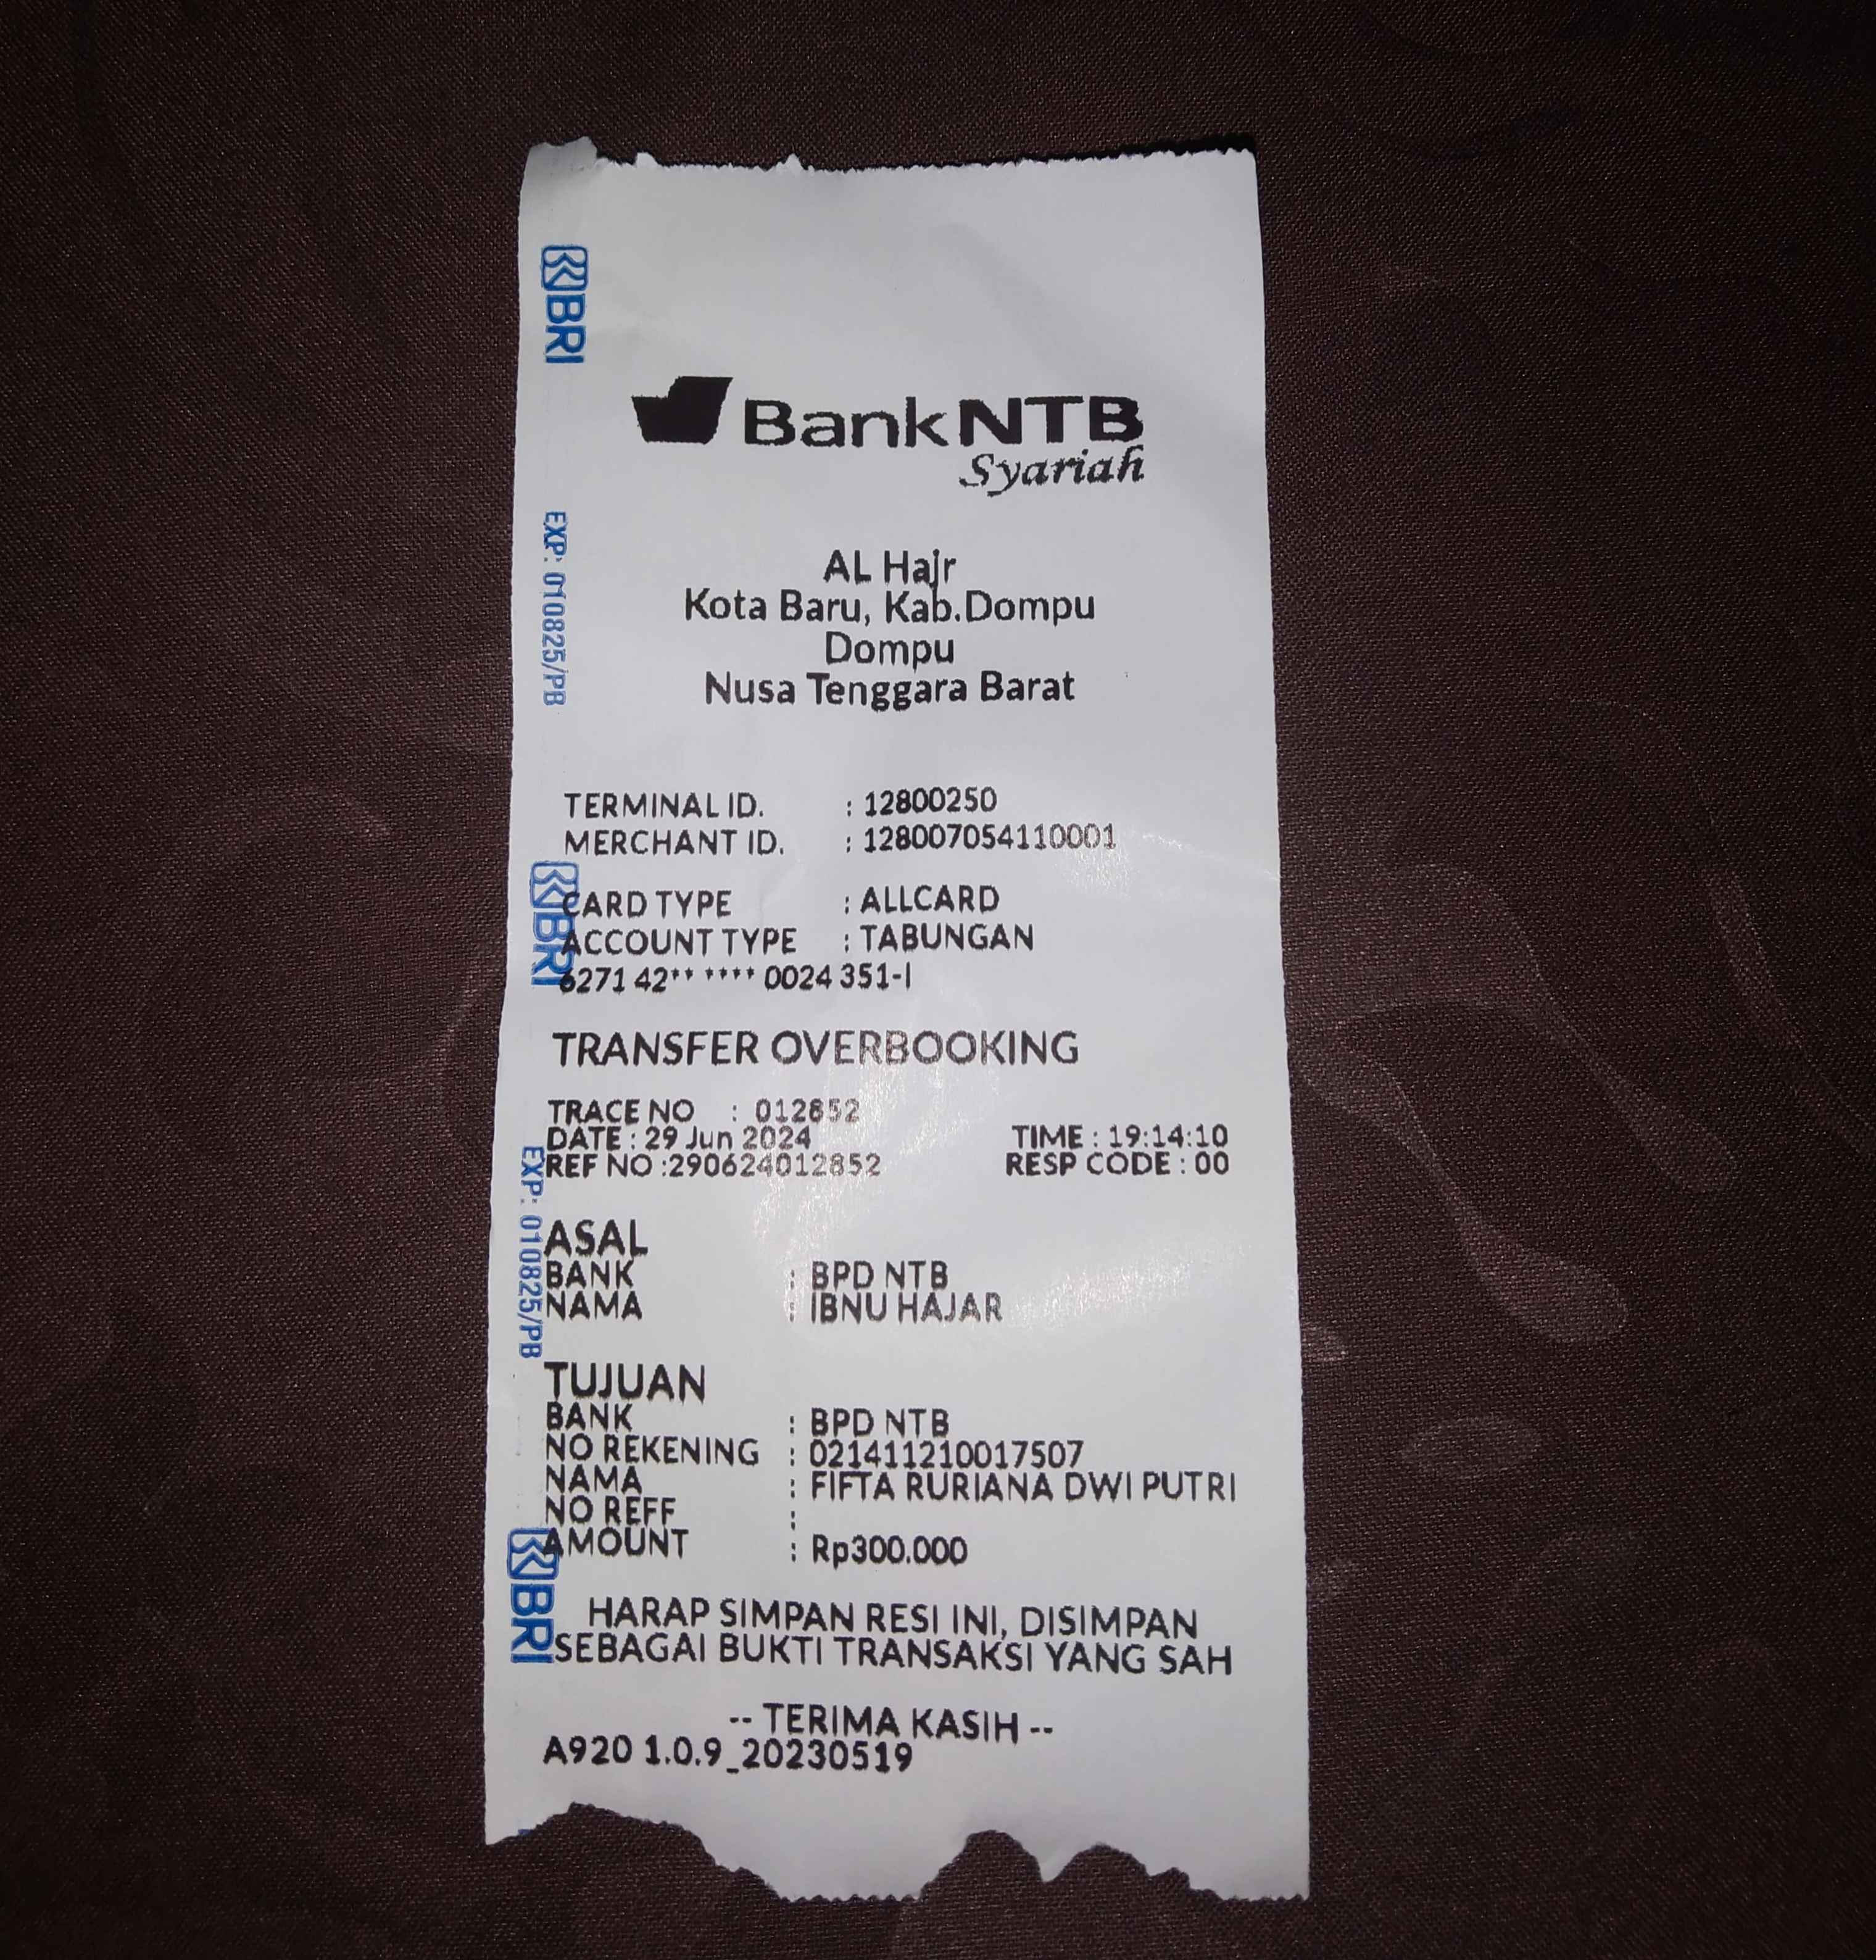 BRI
BankNTB
Syariah
EXP: 010825/PB
AL Hajr
Kota Baru, Kab.Dompu
Dompu
Nusa Tenggara Barat
TERMINAL ID. : 12800250
MERCHANT ID. : 128007054110001
BRI
CARD TYPE : ALLCARD
ACCOUNT TYPE : TABUNGAN
6271 42** **** 0024 351-I
TRANSFER OVERBOOKING
TRACE NO : 012852
DATE : 29 Jun 2024 TIME : 19:14:10
REF NO :290624012852 RESP CODE : 00
EXP: 010825/PB
ASAL
BANK : BPD NTB
NAMA : IBNU HAJAR
TUJUAN
BANK : BPD NTB
NO REKENING : 021411210017507
NAMA : FIFTA RURIANA DWI PUTRI
NO REFF :
AMOUNT : Rp300.000
BRI
HARAP SIMPAN RESI INI, DISIMPAN
SEBAGAI BUKTI TRANSAKSI YANG SAH
-- TERIMA KASIH --
A920 1.0.9_20230519